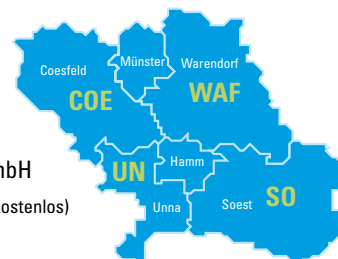 Münster
Coesfeld
Warendorf
COE
WAF
Hamm
UN
Unna
Soest
SO